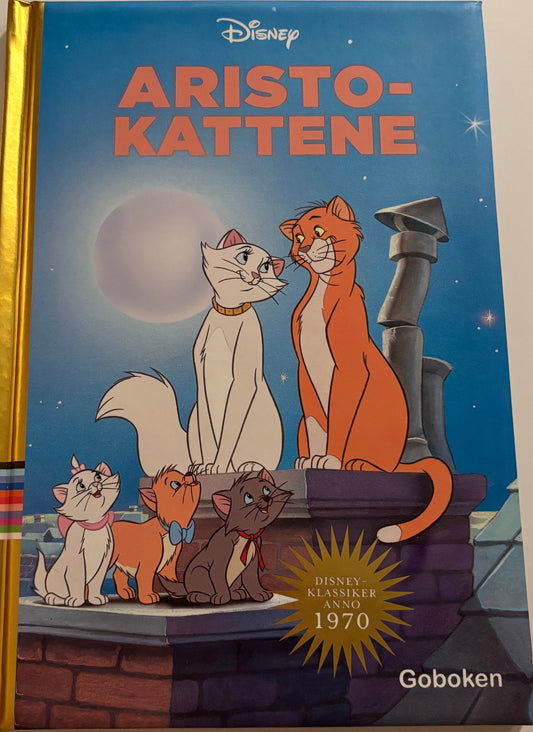 DISNEY
ARISTO-
KATTENE
DISNEY-
KLASSIKER
ANNO
1970
Goboken